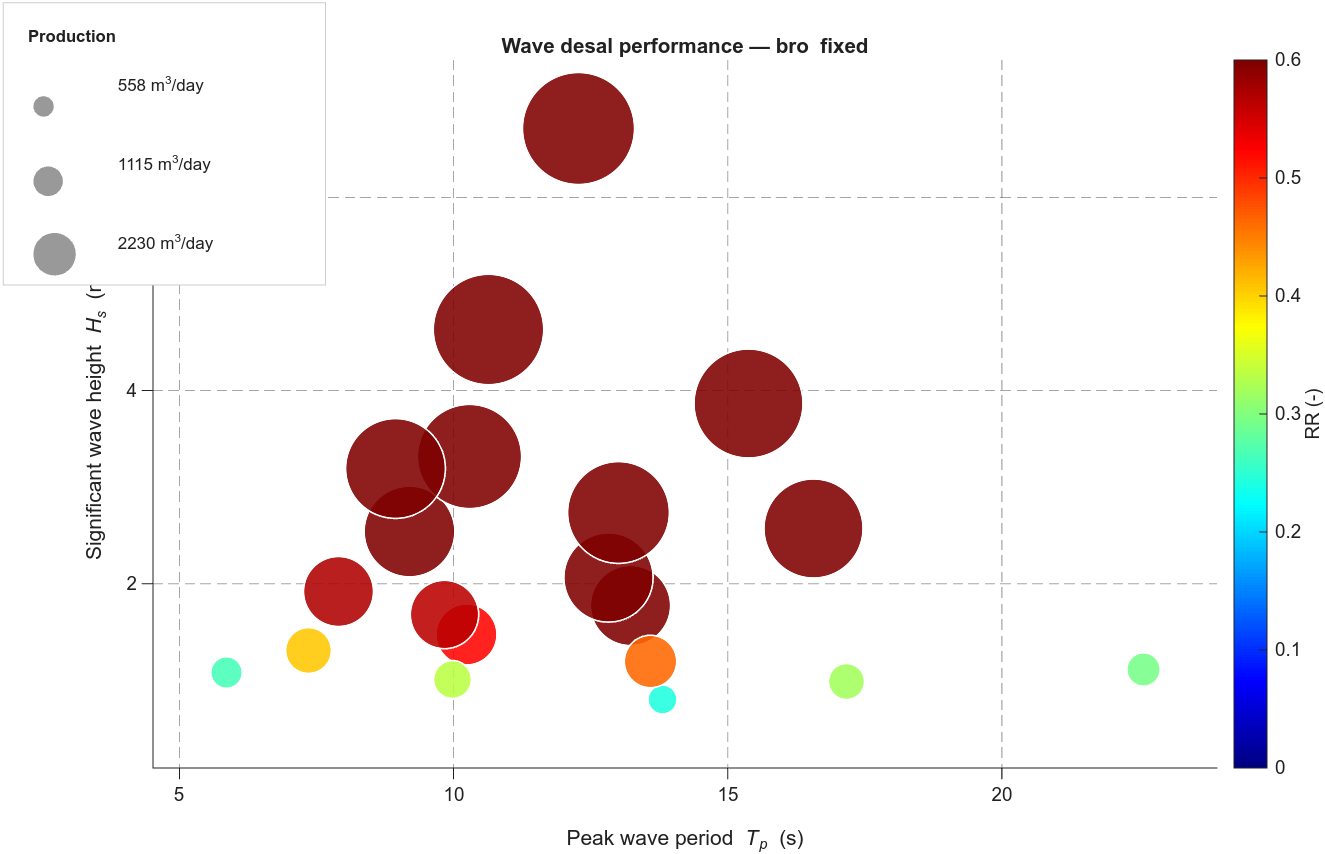 Production
558 m³/day
1115 m³/day
2230 m³/day
Wave desal performance — bro fixed
Significant wave height H_s
4
2
5
10
15
20
Peak wave period T_p (s)
0.6
0.5
0.4
0.3
0.2
0.1
0
RR (-)